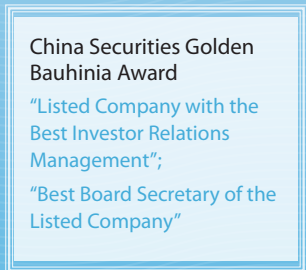 China Securities Golden
Bauhinia Award
“Listed Company with the
Best Investor Relations
Management”;
“Best Board Secretary of the
Listed Company”